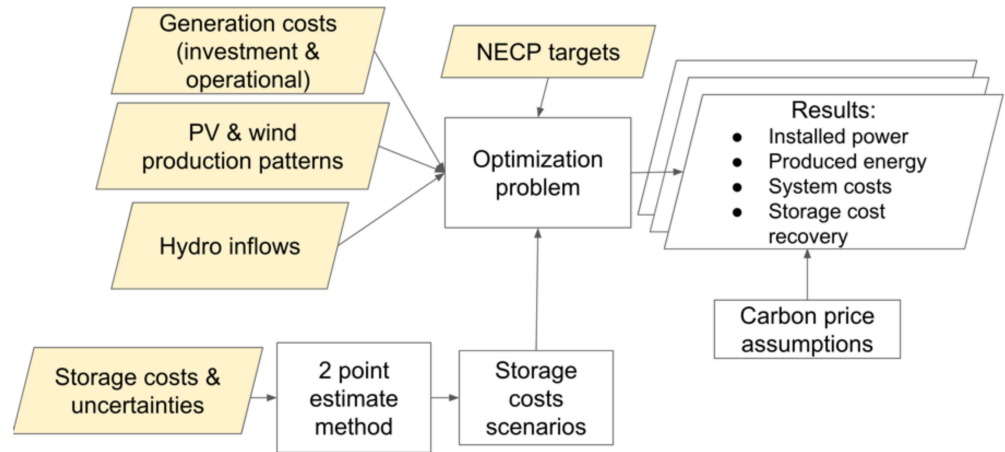 Generation costs
(investment &
operational)
NECP targets
PV & wind
production patterns
Optimization
problem
Results:
● Installed power
● Produced energy
● System costs
● Storage cost
recovery
Hydro inflows
Carbon price
assumptions
Storage costs &
uncertainties
2 point
estimate
method
Storage
costs
scenarios